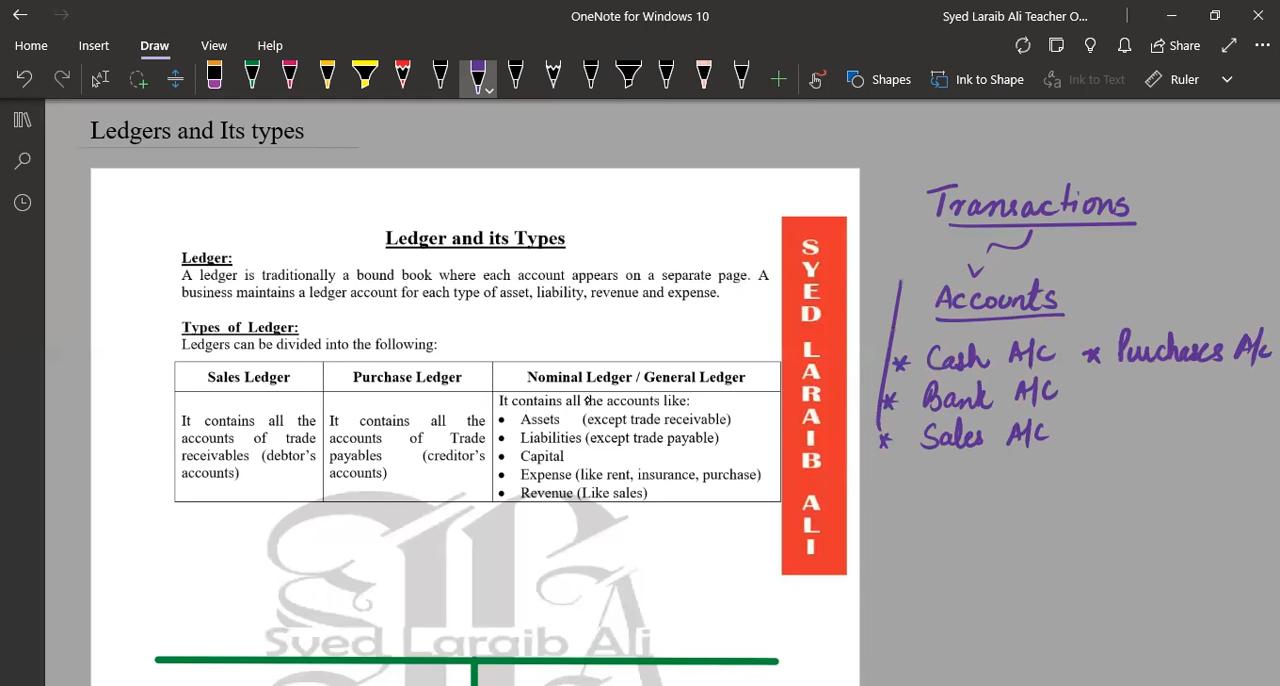 OneNote for Windows 10
Syed Laraib Ali Teacher O...
Home Insert Draw View Help
Share
Shapes Ink to Shape Ink to Text Ruler
Ledgers and Its types
Ledger and its Types
Ledger:
A ledger is traditionally a bound book where each account appears on a separate page. A
business maintains a ledger account for each type of asset, liability, revenue and expense.
Types of Ledger:
Ledgers can be divided into the following:
Sales Ledger
It contains all the
accounts of trade
receivables (debtor's
accounts)
Purchase Ledger
It contains all the
accounts of Trade
payables (creditor's
accounts)
Nominal Ledger / General Ledger
It contains all the accounts like:
• Assets (except trade receivable)
• Liabilities (except trade payable)
• Capital
• Expense (like rent, insurance, purchase)
• Revenue (Like sales)
SYED LARAIB ALI
Syed Laraib Ali
Transactions
Accounts
* Cash A/c * Purchases A/c
* Bank A/C
* Sales A/C